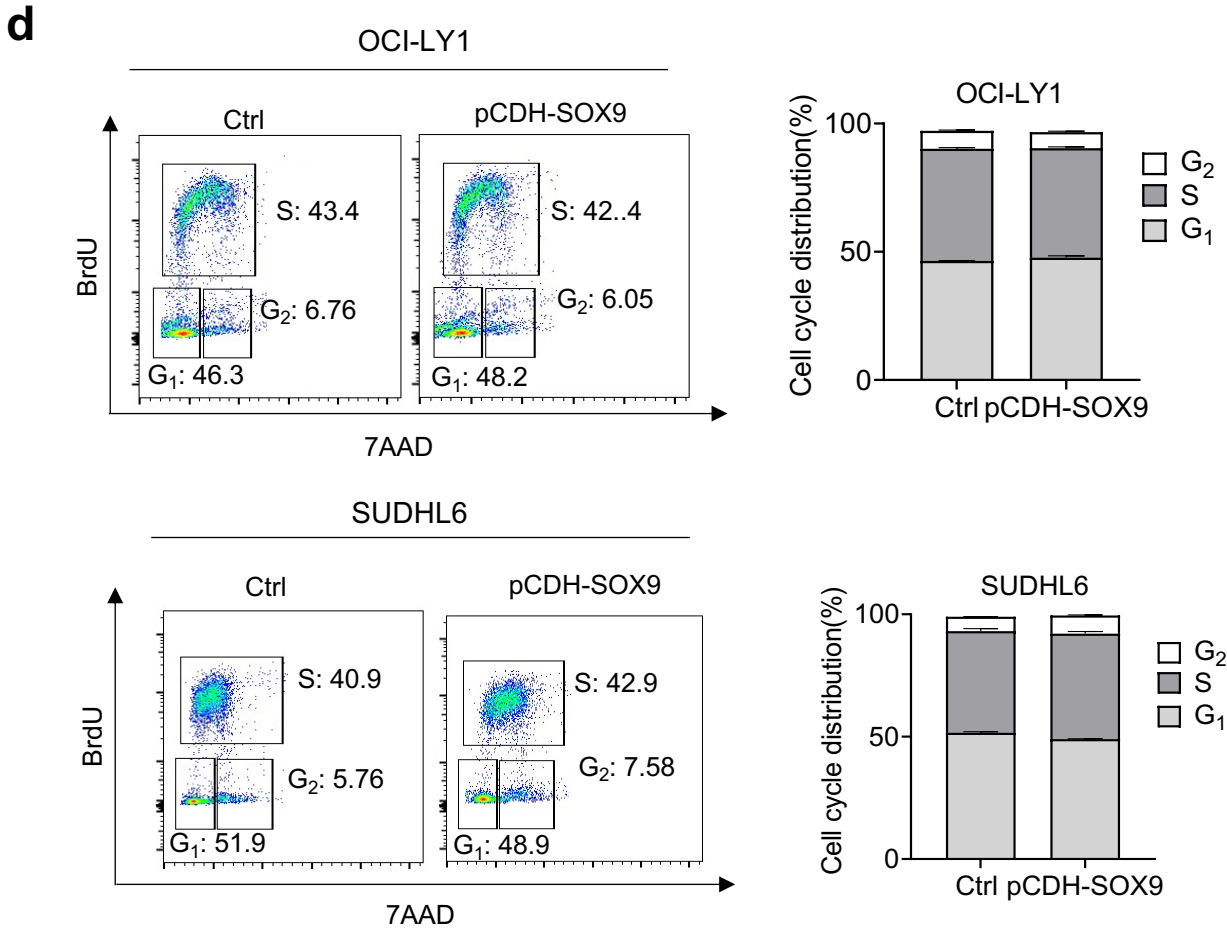 d
OCI-LY1
Ctrl
pCDH-SOX9
BrdU
S: 43.4
G₂: 6.76
G₁: 46.3
S: 42..4
G₂: 6.05
G₁: 48.2
7AAD
OCI-LY1
Cell cycle distribution(%)
100
50
0
Ctrl pCDH-SOX9
G₂
S
G₁
SUDHL6
Ctrl
pCDH-SOX9
BrdU
S: 40.9
G₂: 5.76
G₁: 51.9
S: 42.9
G₂: 7.58
G₁: 48.9
7AAD
SUDHL6
Cell cycle distribution(%)
100
50
0
Ctrl pCDH-SOX9
G₂
S
G₁